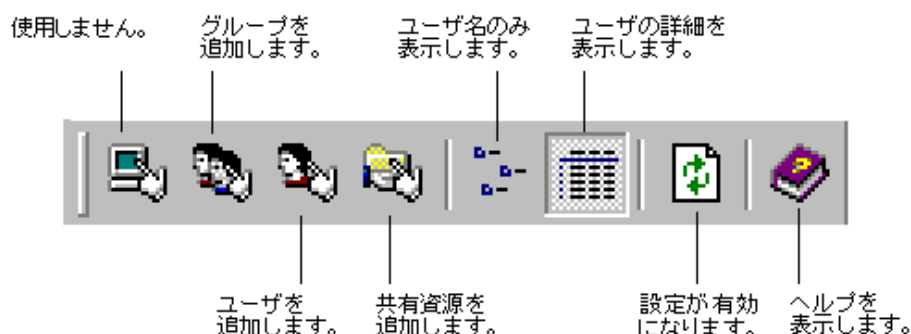 使用しません。
グループを
追加します。
ユーザ名のみ
表示します。
ユーザの詳細を
表示します。
ユーザを
追加します。
共有資源を
追加します。
設定が有効
になります。
ヘルプを
表示します。